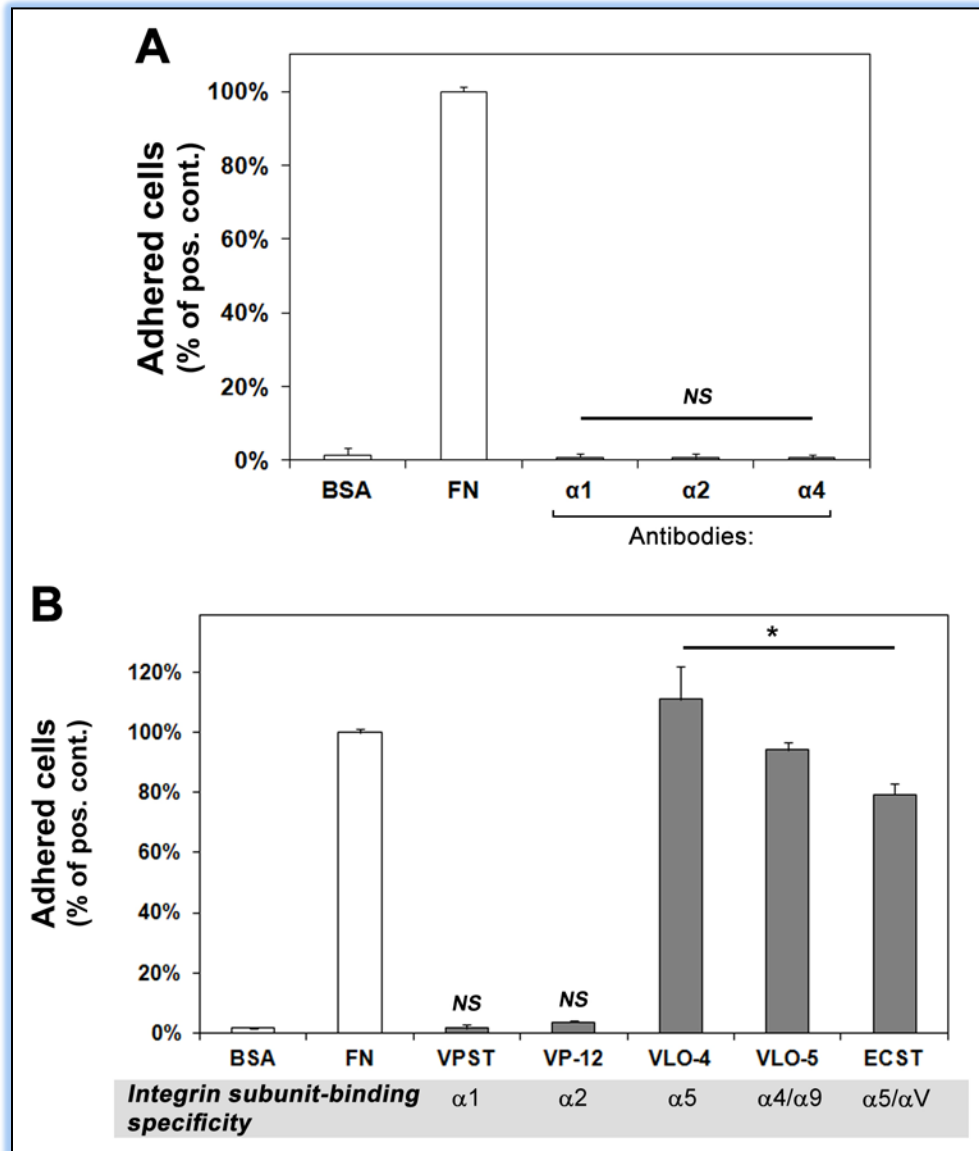 A
Adhered cells
(% of pos. cont.)
100%
80%
60%
40%
20%
0%
NS
BSA FN α1 α2 α4
Antibodies:
B
Adhered cells
(% of pos. cont.)
120%
100%
80%
60%
40%
20%
0%
*
NS NS
BSA FN VPST VP-12 VLO-4 VLO-5 ECST
Integrin subunit-binding α1 α2 α5 α4/α9 α5/αV
specificity